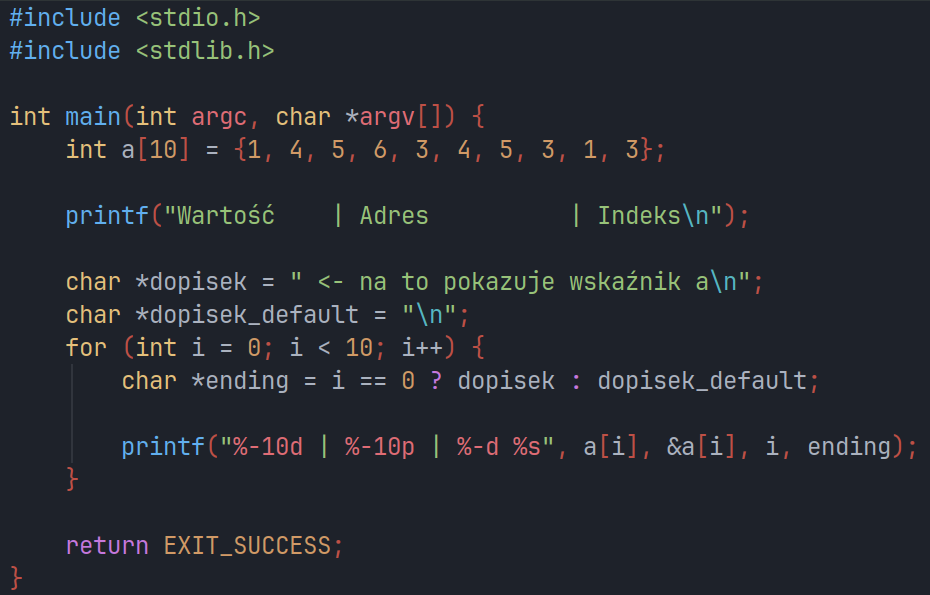 #include <stdio.h>
#include <stdlib.h>

int main(int argc, char *argv[]) {
    int a[10] = {1, 4, 5, 6, 3, 4, 5, 3, 1, 3};

    printf("Wartość    | Adres          | Indeks\n");

    char *dopisek = " <- na to pokazuje wskaźnik a\n";
    char *dopisek_default = "\n";
    for (int i = 0; i < 10; i++) {
        char *ending = i == 0 ? dopisek : dopisek_default;

        printf("%-10d | %-10p | %-d %s", a[i], &a[i], i, ending);
    }

    return EXIT_SUCCESS;
}